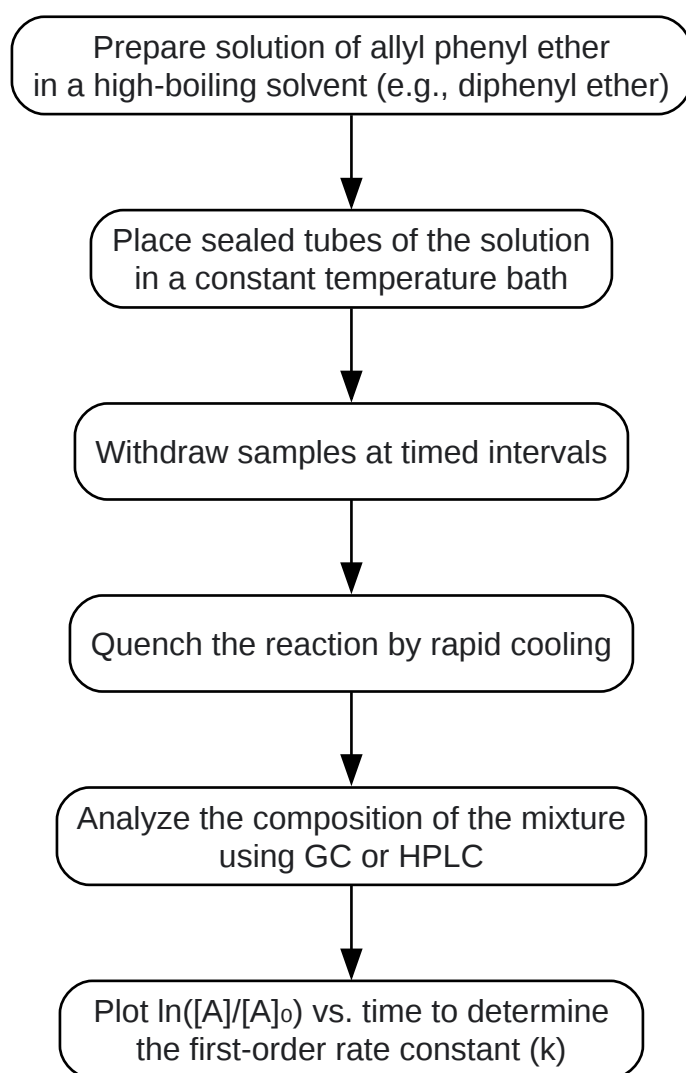 Prepare solution of allyl phenyl ether
in a high-boiling solvent (e.g., diphenyl ether)
Place sealed tubes of the solution
in a constant temperature bath
Withdraw samples at timed intervals
Quench the reaction by rapid cooling
Analyze the composition of the mixture
using GC or HPLC
Plot ln([A]/[A]₀) vs. time to determine
the first-order rate constant (k)